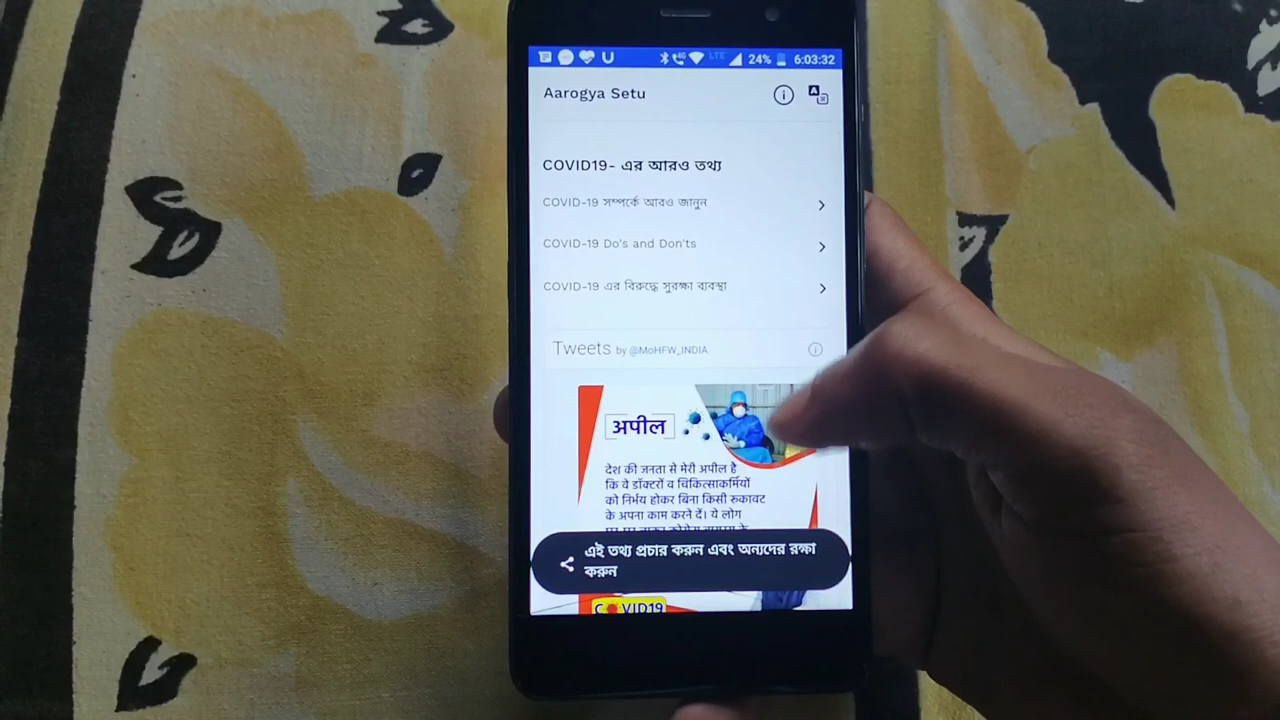 LTE 24% 6:03:32
Aarogya Setu
COVID19- এর আরও তথ্য
COVID-19 সম্পর্কে আরও জানুন
COVID-19 Do's and Don'ts
COVID-19 এর বিরুদ্ধে সুরক্ষা ব্যবস্থা
Tweets by @MoHFW_INDIA
अपील
देश की जनता से मेरी अपील है
कि वे डॉक्टरों व चिकित्साकर्मियों
को निर्भय होकर बिना किसी रुकावट
के अपना काम करने दें। ये लोग
এই তথ্য প্রচার করুন এবং অন্যদের রক্ষা
করুন
COVID19